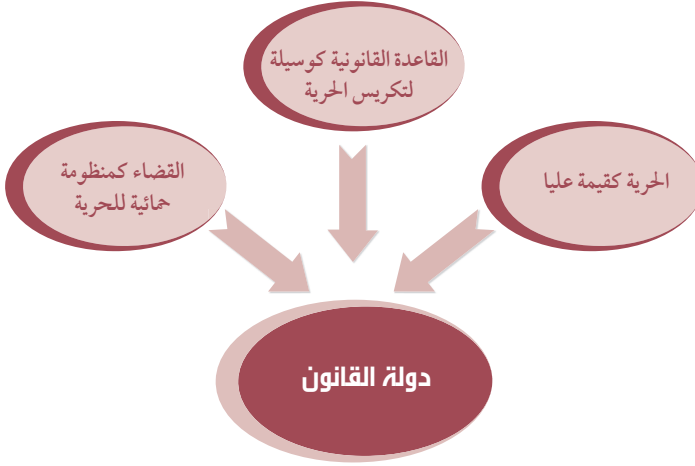 القاعدة القانونية كوسيلة
لتكريس الحرية
الحرية كقيمة عليا
القضاء كمنظومة
حمائية للحرية
دولة القانون